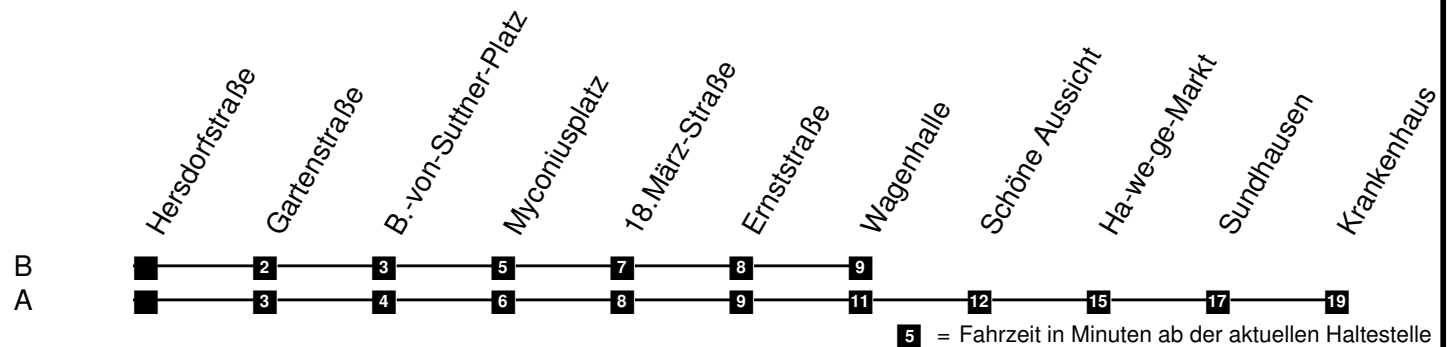 Hersdorfstraße
Gartenstraße
B.-von-Suttner-Platz
Myconiusplatz
18.März-Straße
Ernststraße
Wagenhalle
Schöne Aussicht
Ha-we-ge-Markt
Sundhausen
Krankenhaus
B 2 3 5 7 8 9
A 3 4 6 8 9 11 12 15 17 19
5 = Fahrzeit in Minuten ab der aktuellen Haltestelle